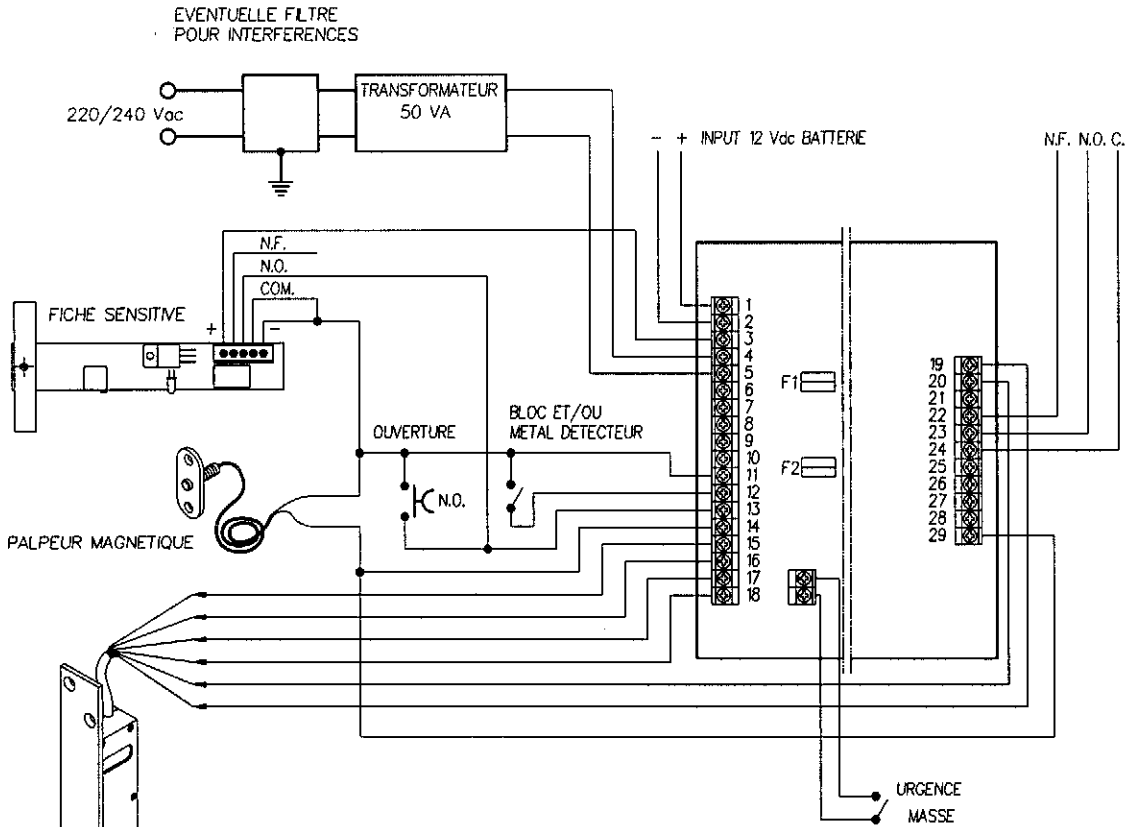 EVENTUELLE FILTRE
POUR INTERFERENCES
220/240 Vac
TRANSFORMATEUR
50 VA
- + INPUT 12 Vdc BATTERIE
N.F. N.O. C.
N.F.
N.O.
COM.
FICHE SENSITIVE
+ -
OUVERTURE
BLOC ET/OU
METAL DETECTEUR
N.O.
PALPEUR MAGNETIQUE
1
2
3
4
5
6
7
8
9
10
11
12
13
14
15
16
17
18
F1
F2
19
20
21
22
23
24
25
26
27
28
29
URGENCE
MASSE